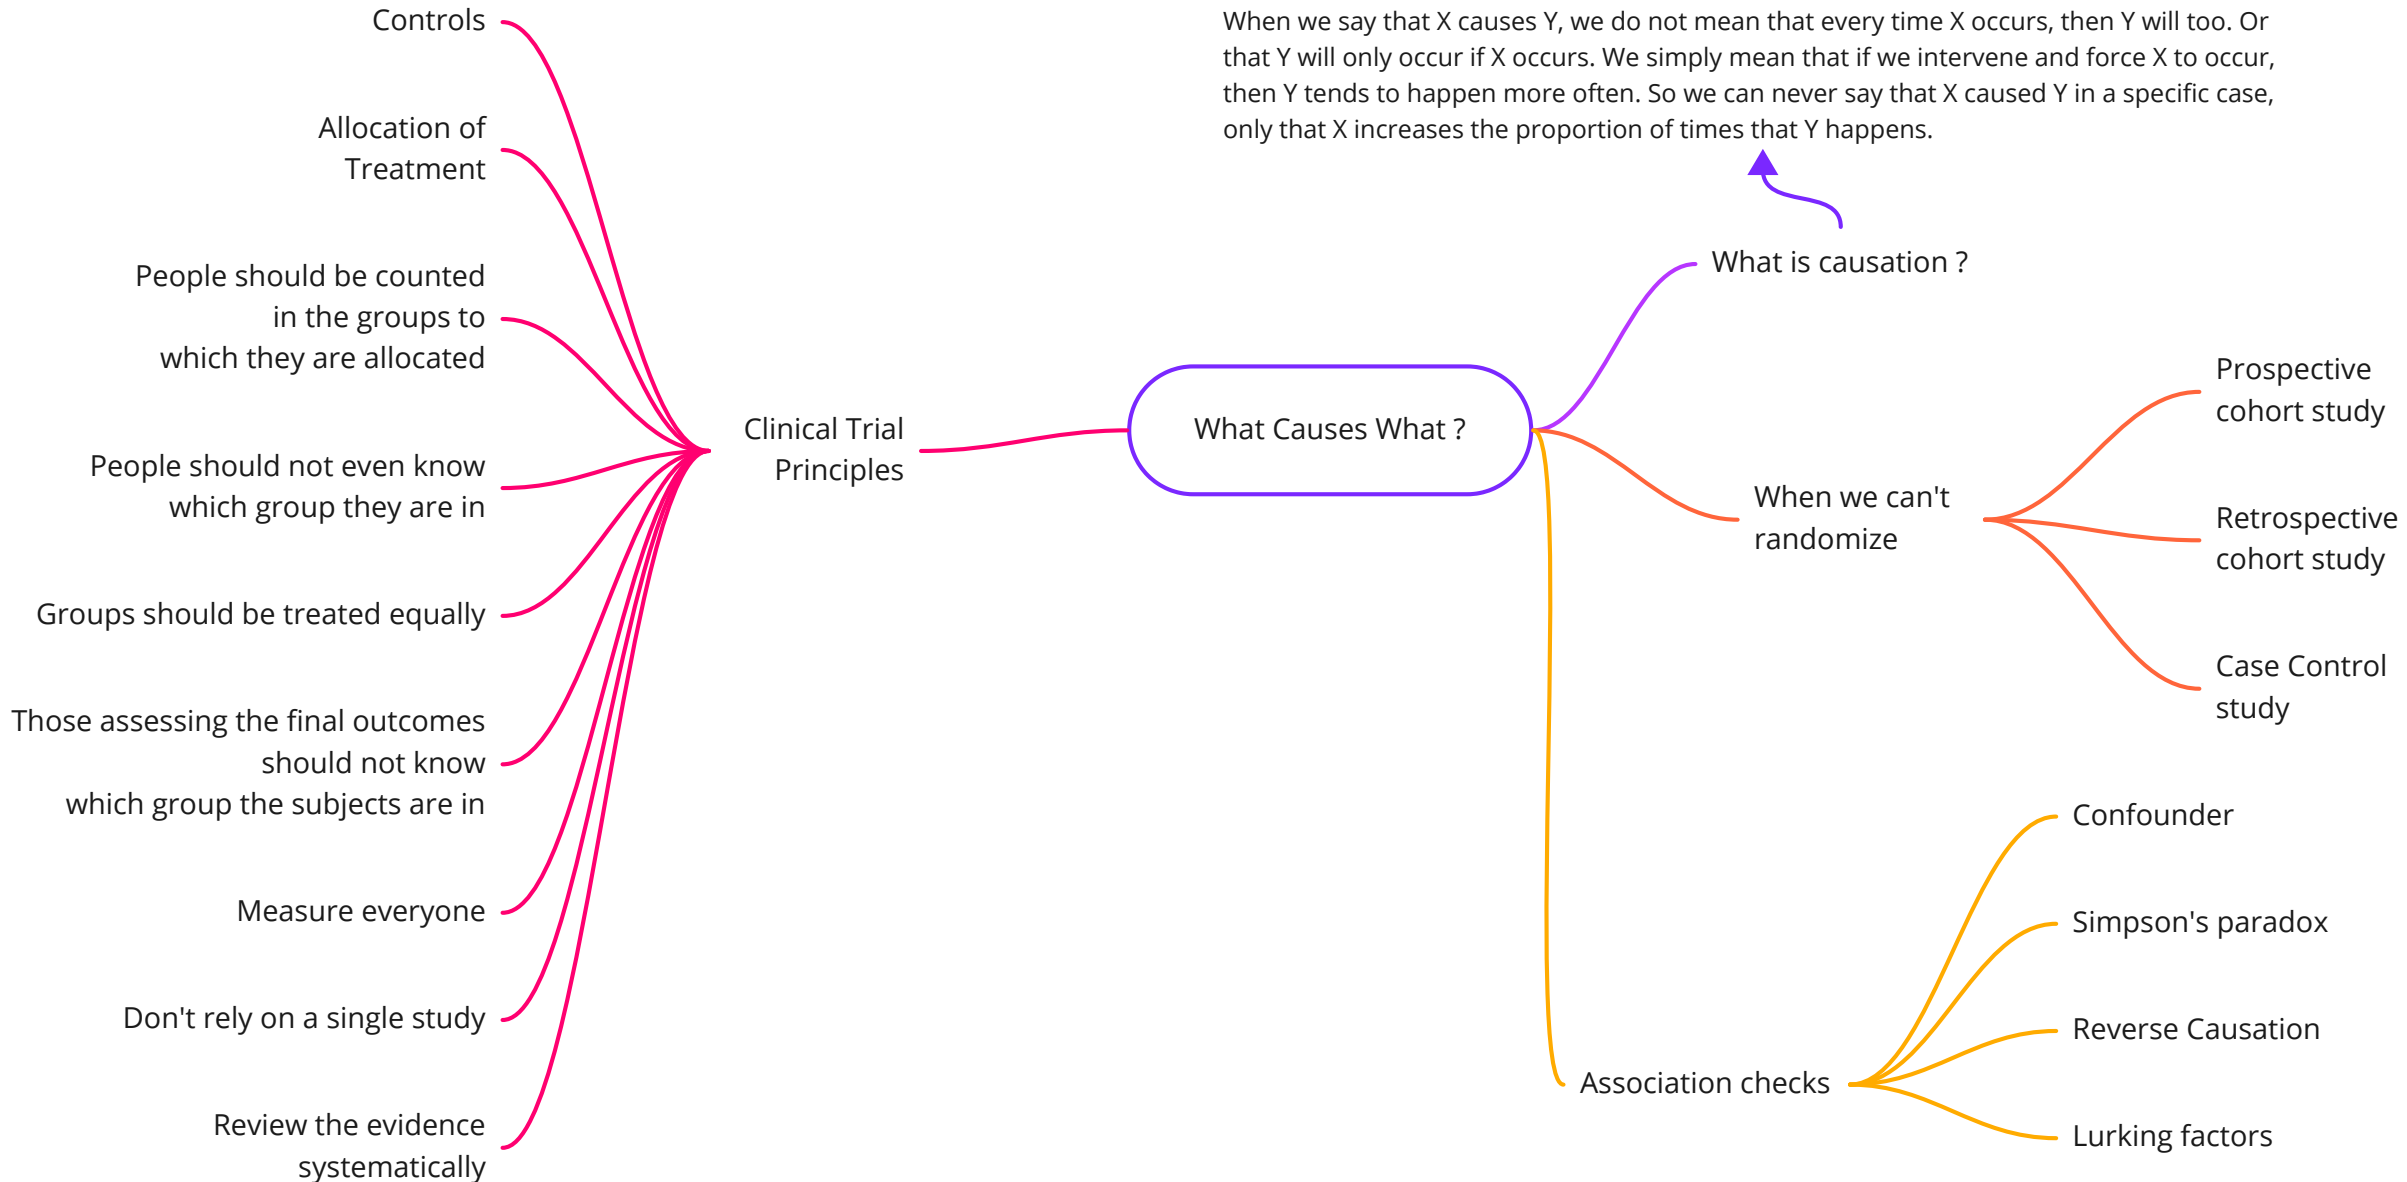 Controls
Allocation of
Treatment
People should be counted
in the groups to
which they are allocated
People should not even know
which group they are in
Groups should be treated equally
Those assessing the final outcomes
should not know
which group the subjects are in
Measure everyone
Don't rely on a single study
Review the evidence
systematically
Clinical Trial
Principles
What Causes What ?
When we say that X causes Y, we do not mean that every time X occurs, then Y will too. Or
that Y will only occur if X occurs. We simply mean that if we intervene and force X to occur,
then Y tends to happen more often. So we can never say that X caused Y in a specific case,
only that X increases the proportion of times that Y happens.
What is causation ?
When we can't
randomize
Prospective
cohort study
Retrospective
cohort study
Case Control
study
Association checks
Confounder
Simpson's paradox
Reverse Causation
Lurking factors